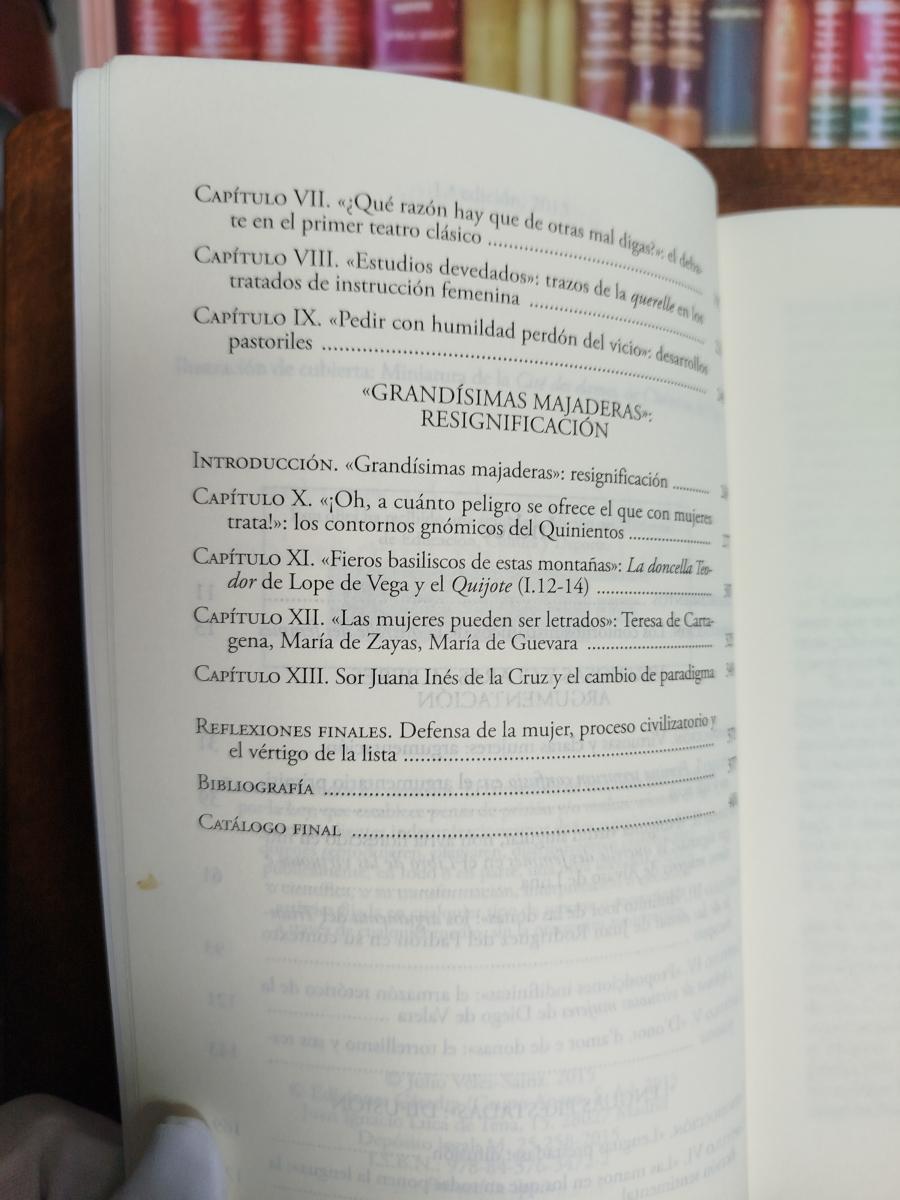 CAPÍTULO VII. «¿Qué razón hay que de otras mal digas?»: el deba-
te en el primer teatro clásico ........................
CAPÍTULO VIII. «Estudios devedados»: trazos de la querelle en los
tratados de instrucción femenina ........................
CAPÍTULO IX. «Pedir con humildad perdón del vicio»: desarrollos
pastoriles ........................
«GRANDÍSIMAS MAJADERAS»:
RESIGNIFICACIÓN
INTRODUCCIÓN. «Grandísimas majaderas»: resignificación ........
CAPÍTULO X. «¡Oh, a cuánto peligro se ofrece el que con mujeres
trata!»: los contornos gnómicos del Quinientos ............
CAPÍTULO XI. «Fieros basiliscos de estas montañas»: La doncella Teo-
dor de Lope de Vega y el Quijote (I.12-14) ................
CAPÍTULO XII. «Las mujeres pueden ser letrados»: Teresa de Carta-
gena, María de Zayas, María de Guevara ................
CAPÍTULO XIII. Sor Juana Inés de la Cruz y el cambio de paradigma
REFLEXIONES FINALES. Defensa de la mujer, proceso civilizatorio y
el vértigo de la lista ........................
BIBLIOGRAFÍA ........................
CATÁLOGO FINAL ........................